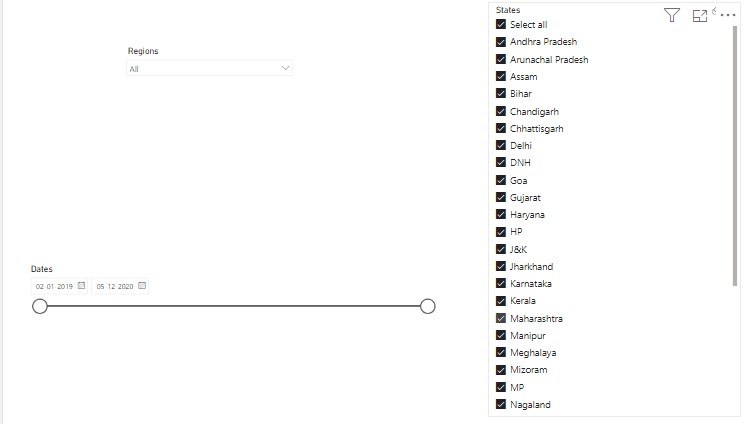 Regions
All
Dates
02-01-2019 05-12-2020
States
Select all
Andhra Pradesh
Arunachal Pradesh
Assam
Bihar
Chandigarh
Chhattisgarh
Delhi
DNH
Goa
Gujarat
Haryana
HP
J&K
Jharkhand
Karnataka
Kerala
Maharashtra
Manipur
Meghalaya
Mizoram
MP
Nagaland